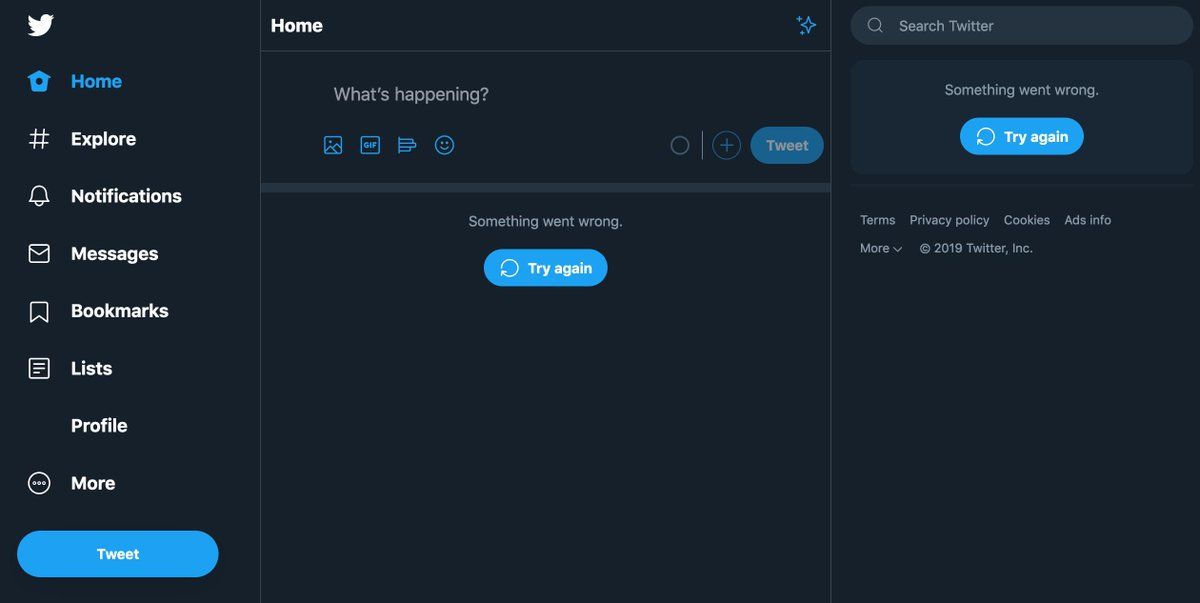 Home
Explore
Notifications
Messages
Bookmarks
Lists
Profile
More
Tweet
Home
What's happening?
GIF
Tweet
Something went wrong.
Try again
Search Twitter
Something went wrong.
Try again
Terms Privacy policy Cookies Ads info
More © 2019 Twitter, Inc.